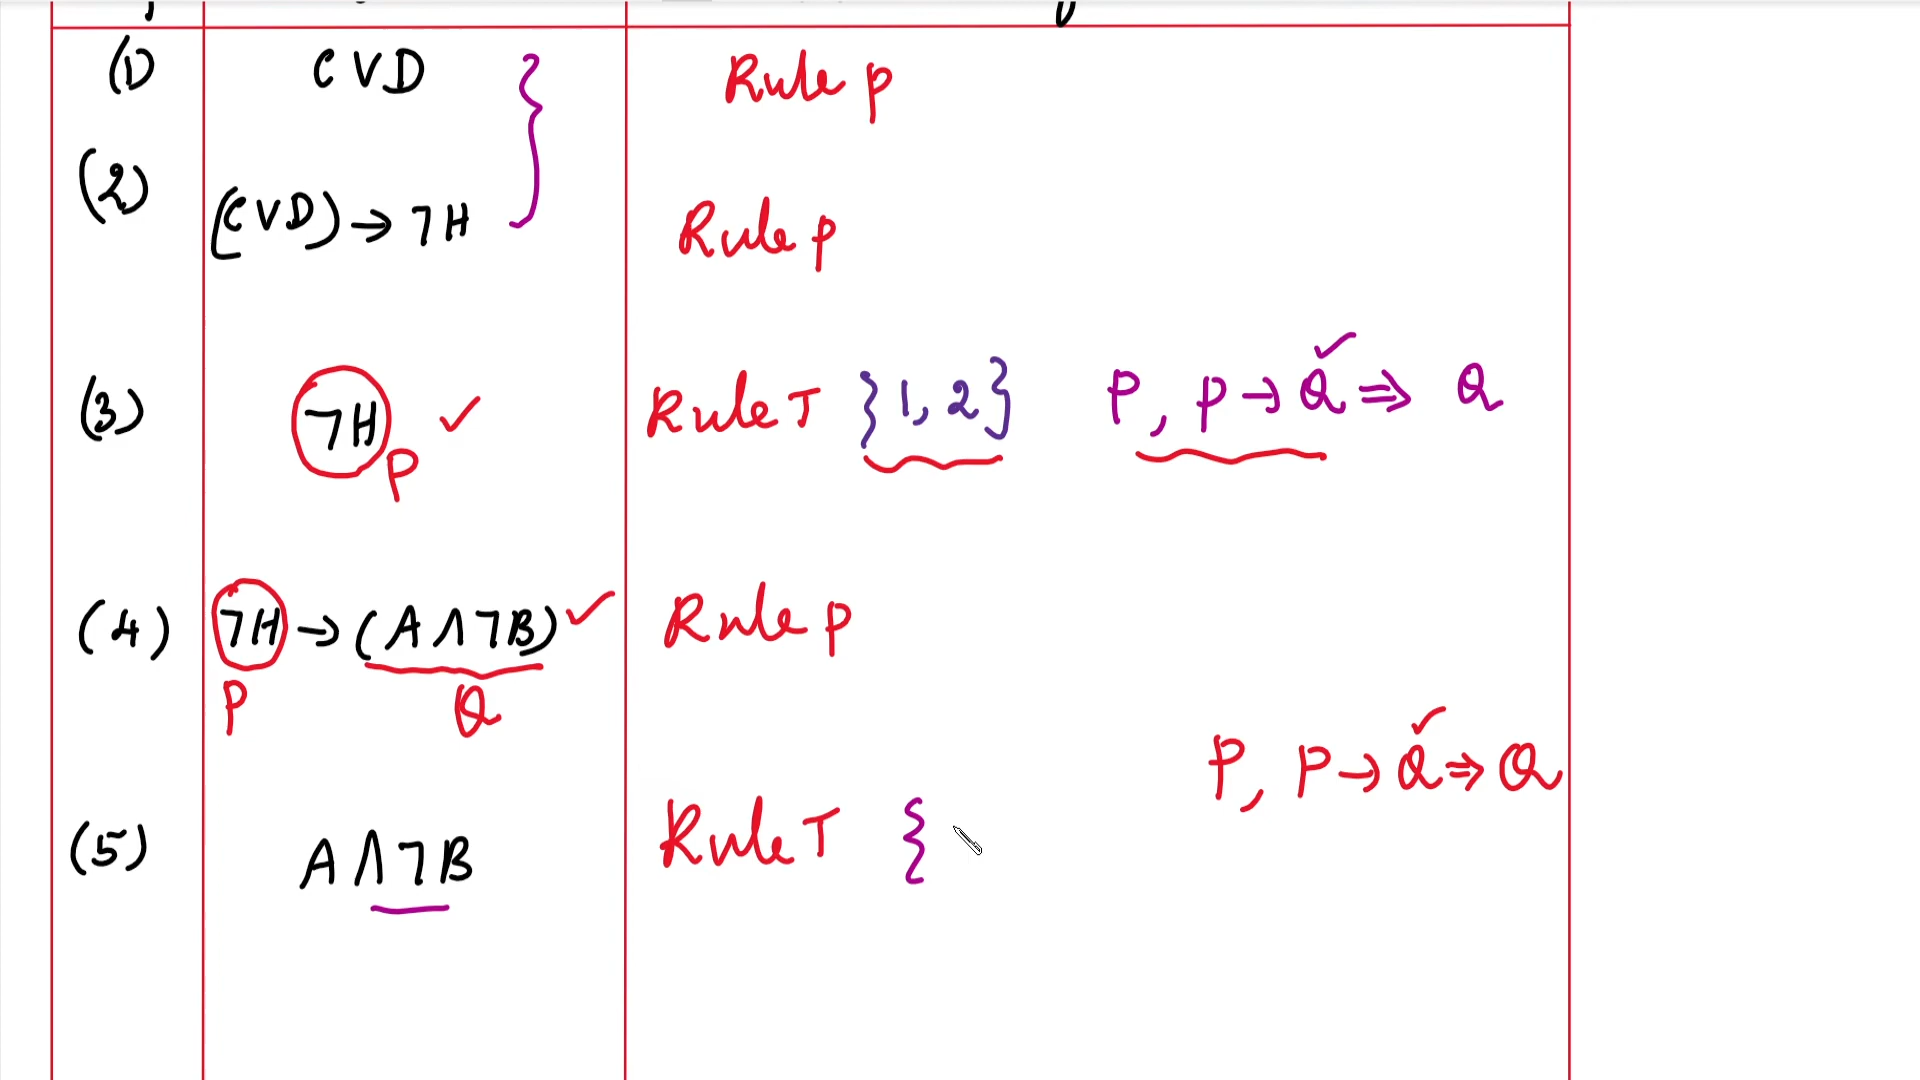 (1) C V D } Rule P
(2) (C V D) → ¬H Rule P
(3) ¬H ✓ Rule T {1, 2} P, P → Q ✓ ⇒ Q
P
(4) ¬H → (A ∧ ¬B) ✓ Rule P
P Q
P, P → Q ✓ ⇒ Q
(5) A ∧ ¬B Rule T {